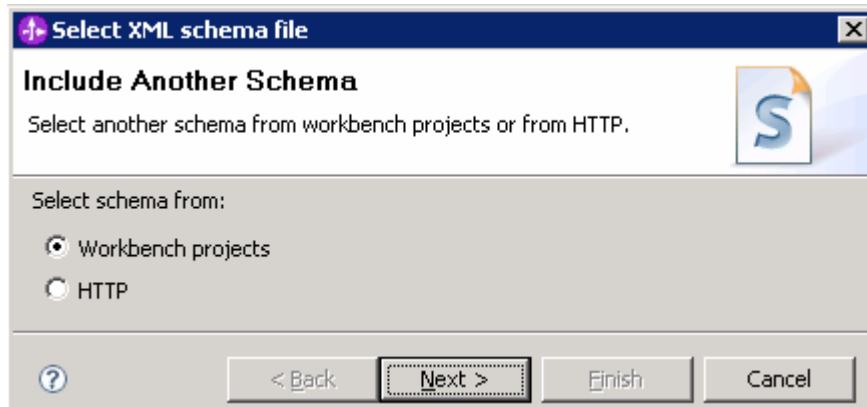 Select XML schema file
Include Another Schema
Select another schema from workbench projects or from HTTP.
S
Select schema from:
Workbench projects
HTTP
?
< Back
Next >
Finish
Cancel